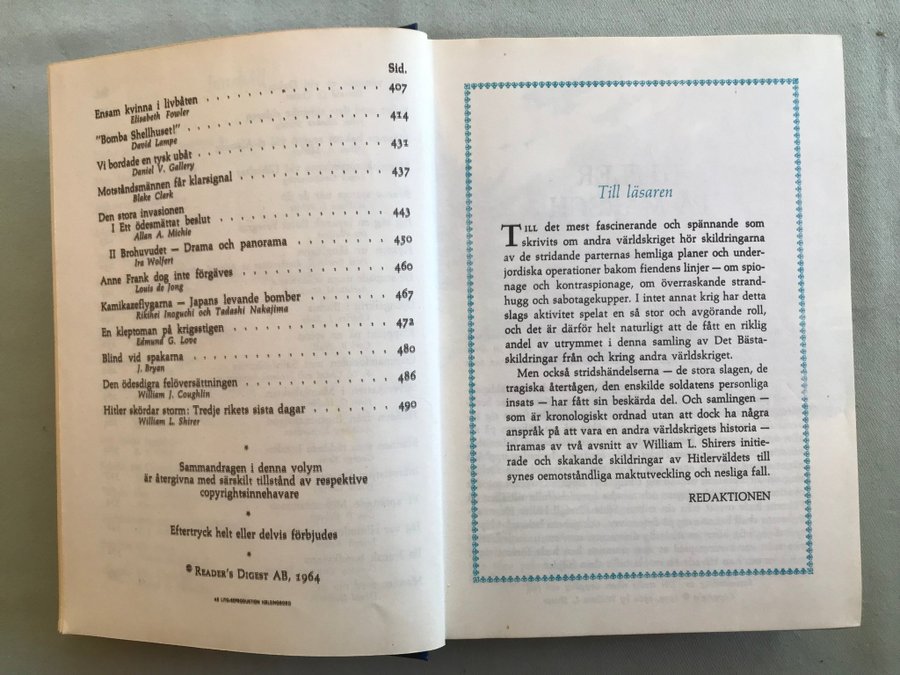 Sid.
Ensam kvinna i livbåten . . . . . . . . . . . . . . . 407
Elisabeth Fowler
"Bomba Shellhuset!" . . . . . . . . . . . . . . . . 414
David Lampe
Vi bordade en tysk ubåt . . . . . . . . . . . . . . . 431
Daniel V. Gallery
Motståndsmännen får klarsignal . . . . . . . . . . . . 437
Blake Clark
Den stora invasionen
I Ett ödesmättat beslut . . . . . . . . . . . . . . 443
Allan A. Michie
II Brohuvudet — Drama och panorama . . . . . . . . 450
Ira Wolfert
Anne Frank dog inte förgäves . . . . . . . . . . . . . 460
Louis de Jong
Kamikazeflygarna — Japans levande bomber . . . . . . . 467
Rikihei Inoguchi och Tadashi Nakajima
En kleptoman på krigsstigen . . . . . . . . . . . . . 472
Edmund G. Love
Blind vid spakarna . . . . . . . . . . . . . . . . . 480
J. Bryan
Den ödesdigra felöversättningen . . . . . . . . . . . . 486
William J. Coughlin
Hitler skördar storm: Tredje rikets sista dagar . . . . . . . 490
William L. Shirer
*
Sammandragen i denna volym
är återgivna med särskilt tillstånd av respektive
copyrightsinnehavare
*
Eftertryck helt eller delvis förbjudes
*
© READER'S DIGEST AB, 1964
Till läsaren
TILL det mest fascinerande och spännande som
skrivits om andra världskriget hör skildringarna
av de stridande parternas hemliga planer och under-
jordiska operationer bakom fiendens linjer — om spio-
nage och kontraspionage, om överraskande strand-
hugg och sabotagekupper. I intet annat krig har detta
slags aktivitet spelat en så stor och avgörande roll,
och det är därför helt naturligt att de fått en riklig
andel av utrymmet i denna samling av Det Bästa-
skildringar från och kring andra världskriget.
Men också stridshändelserna — de stora slagen, de
tragiska återtågen, den enskilde soldatens personliga
insats — har fått sin beskärda del. Och samlingen —
som är kronologiskt ordnad utan att dock ha några
anspråk på att vara en andra världskrigets historia —
inramas av två avsnitt av William L. Shirers initie-
rade och skakande skildringar av Hitlerväldets till
synes oemotståndliga maktutveckling och nesliga fall.
REDAKTIONEN